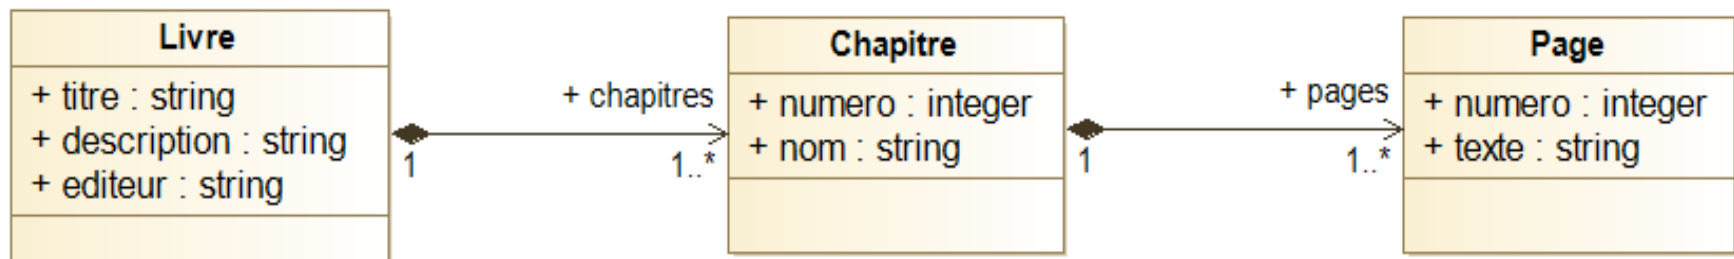 Livre
+ titre : string
+ description : string
+ editeur : string
1
+ chapitres
1..*
Chapitre
+ numero : integer
+ nom : string
1
+ pages
1..*
Page
+ numero : integer
+ texte : string